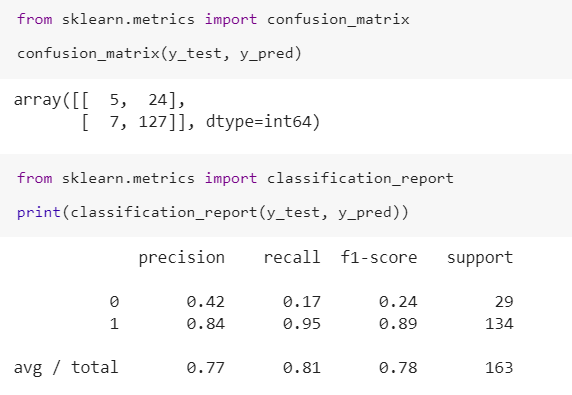 from sklearn.metrics import confusion_matrix
confusion_matrix(y_test, y_pred)
array([[  5,  24],
       [  7, 127]], dtype=int64)
from sklearn.metrics import classification_report
print(classification_report(y_test, y_pred))
             precision    recall  f1-score   support
          0       0.42      0.17      0.24        29
          1       0.84      0.95      0.89       134
avg / total       0.77      0.81      0.78       163